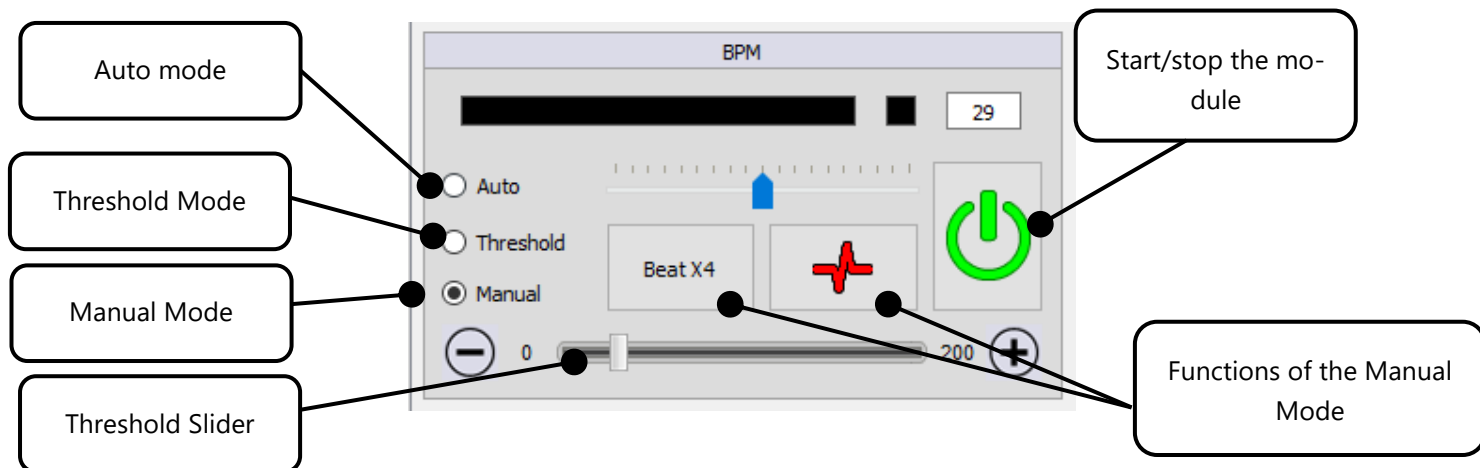 Auto mode
Threshold Mode
Manual Mode
Threshold Slider
BPM
29
Auto
Threshold
Manual
Beat X4
0
200
Start/stop the mo-
dule
Functions of the Manual
Mode